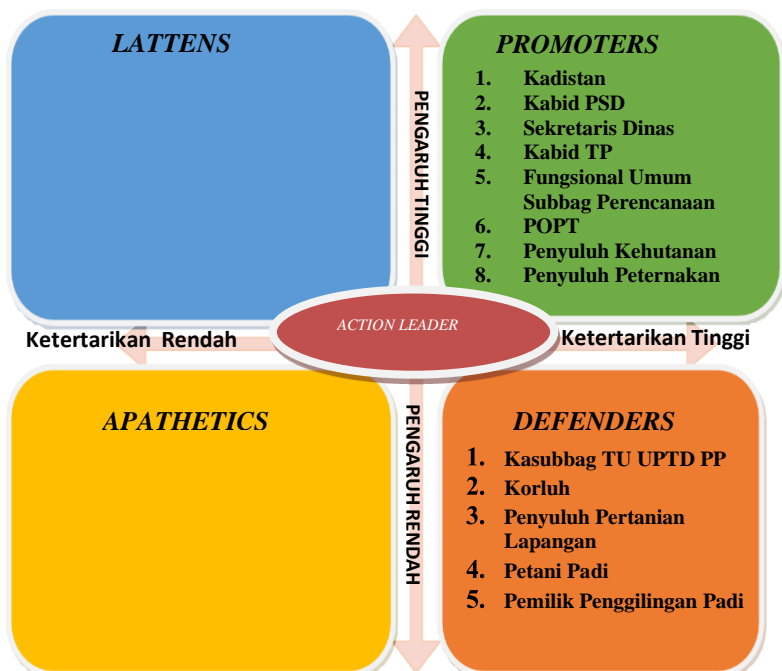 LATTENS
PENGARUH TINGGI
PROMOTERS
1. Kadistan
2. Kabid PSD
3. Sekretaris Dinas
4. Kabid TP
5. Fungsional Umum
Subbag Perencanaan
6. POPT
7. Penyuluh Kehutanan
8. Penyuluh Peternakan
Ketertarikan Rendah
ACTION LEADER
Ketertarikan Tinggi
APATHETICS
PENGARUH RENDAH
DEFENDERS
1. Kasubbag TU UPTD PP
2. Korluh
3. Penyuluh Pertanian
Lapangan
4. Petani Padi
5. Pemilik Penggilingan Padi